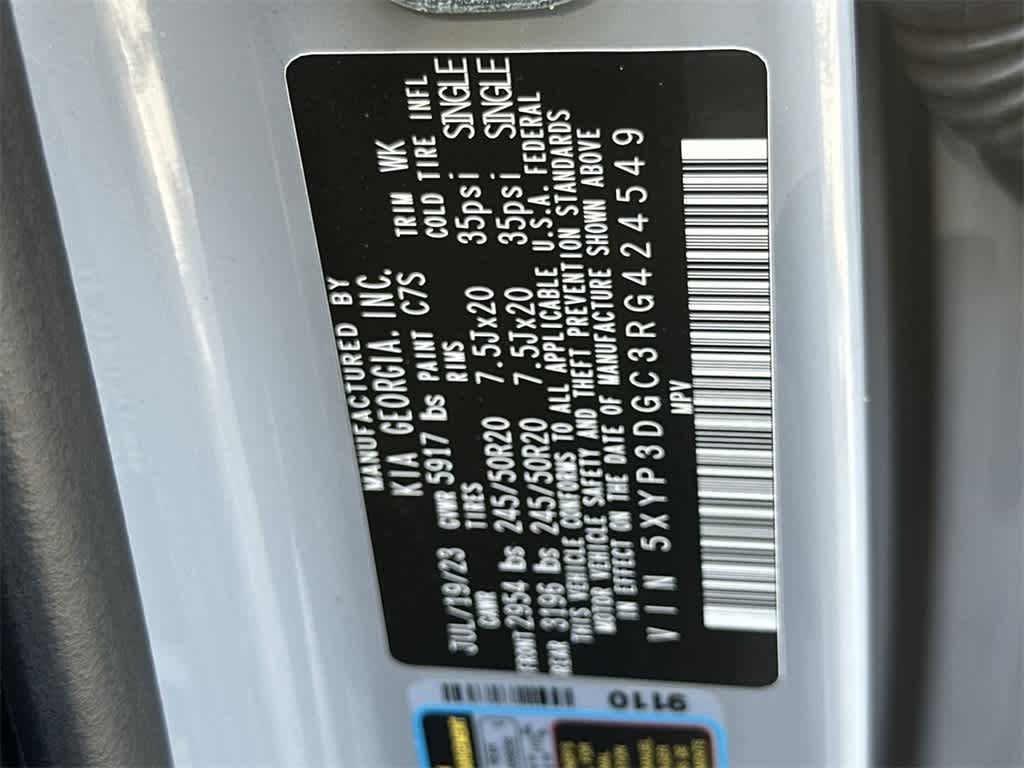 MANUFACTURED BY
KIA GEORGIA. INC.
JUL/19/23 GVWR 5917 bs PAINT C7S TRIM WK
GAWR TIRES RIMS COLD TIRE INFL
FRONT 2954 bs 245/50R20 7.5Jx20 35psi SINGLE
REAR 3196 bs 245/50R20 7.5Jx20 35psi SINGLE
THIS VEHICLE CONFORMS TO ALL APPLICABLE U.S.A. FEDERAL
MOTOR VEHICLE SAFETY AND THEFT PREVENTION STANDARDS
IN EFFECT ON THE DATE OF MANUFACTURE SHOWN ABOVE
VIN 5XYP3DGC3RG424549
MPV
9110